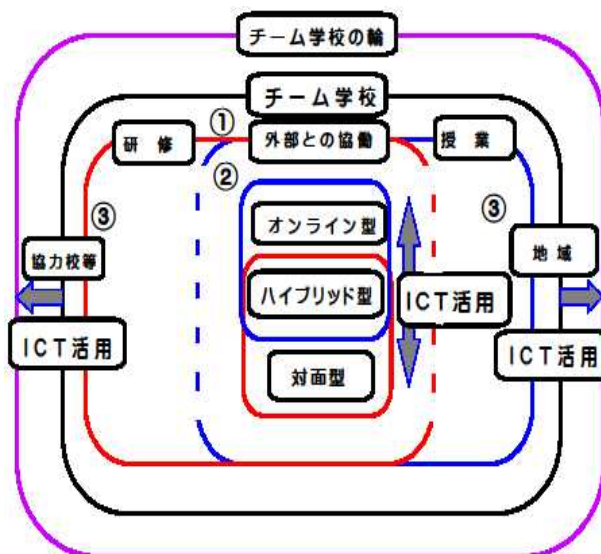 チーム学校の輪
チーム学校
①
研 修
外部との協働
授 業
②
③
③
オンライン型
協力校等
地 域
ハイブリッド型
ICT活用
ICT活用
ICT活用
対面型